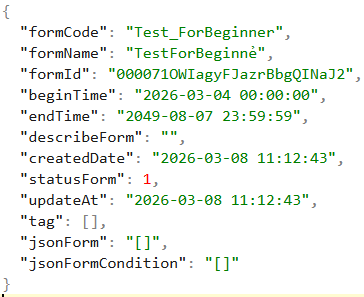 {
"formCode": "Test_ForBeginner",
"formName": "TestForBeginnẻ",
"formId": "000071OWIagyFJazrBbgQINaJ2",
"beginTime": "2026-03-04 00:00:00",
"endTime": "2049-08-07 23:59:59",
"describeForm": "",
"createdDate": "2026-03-08 11:12:43",
"statusForm": 1,
"updateAt": "2026-03-08 11:12:43",
"tag": [],
"jsonForm": "[]",
"jsonFormCondition": "[]"
}